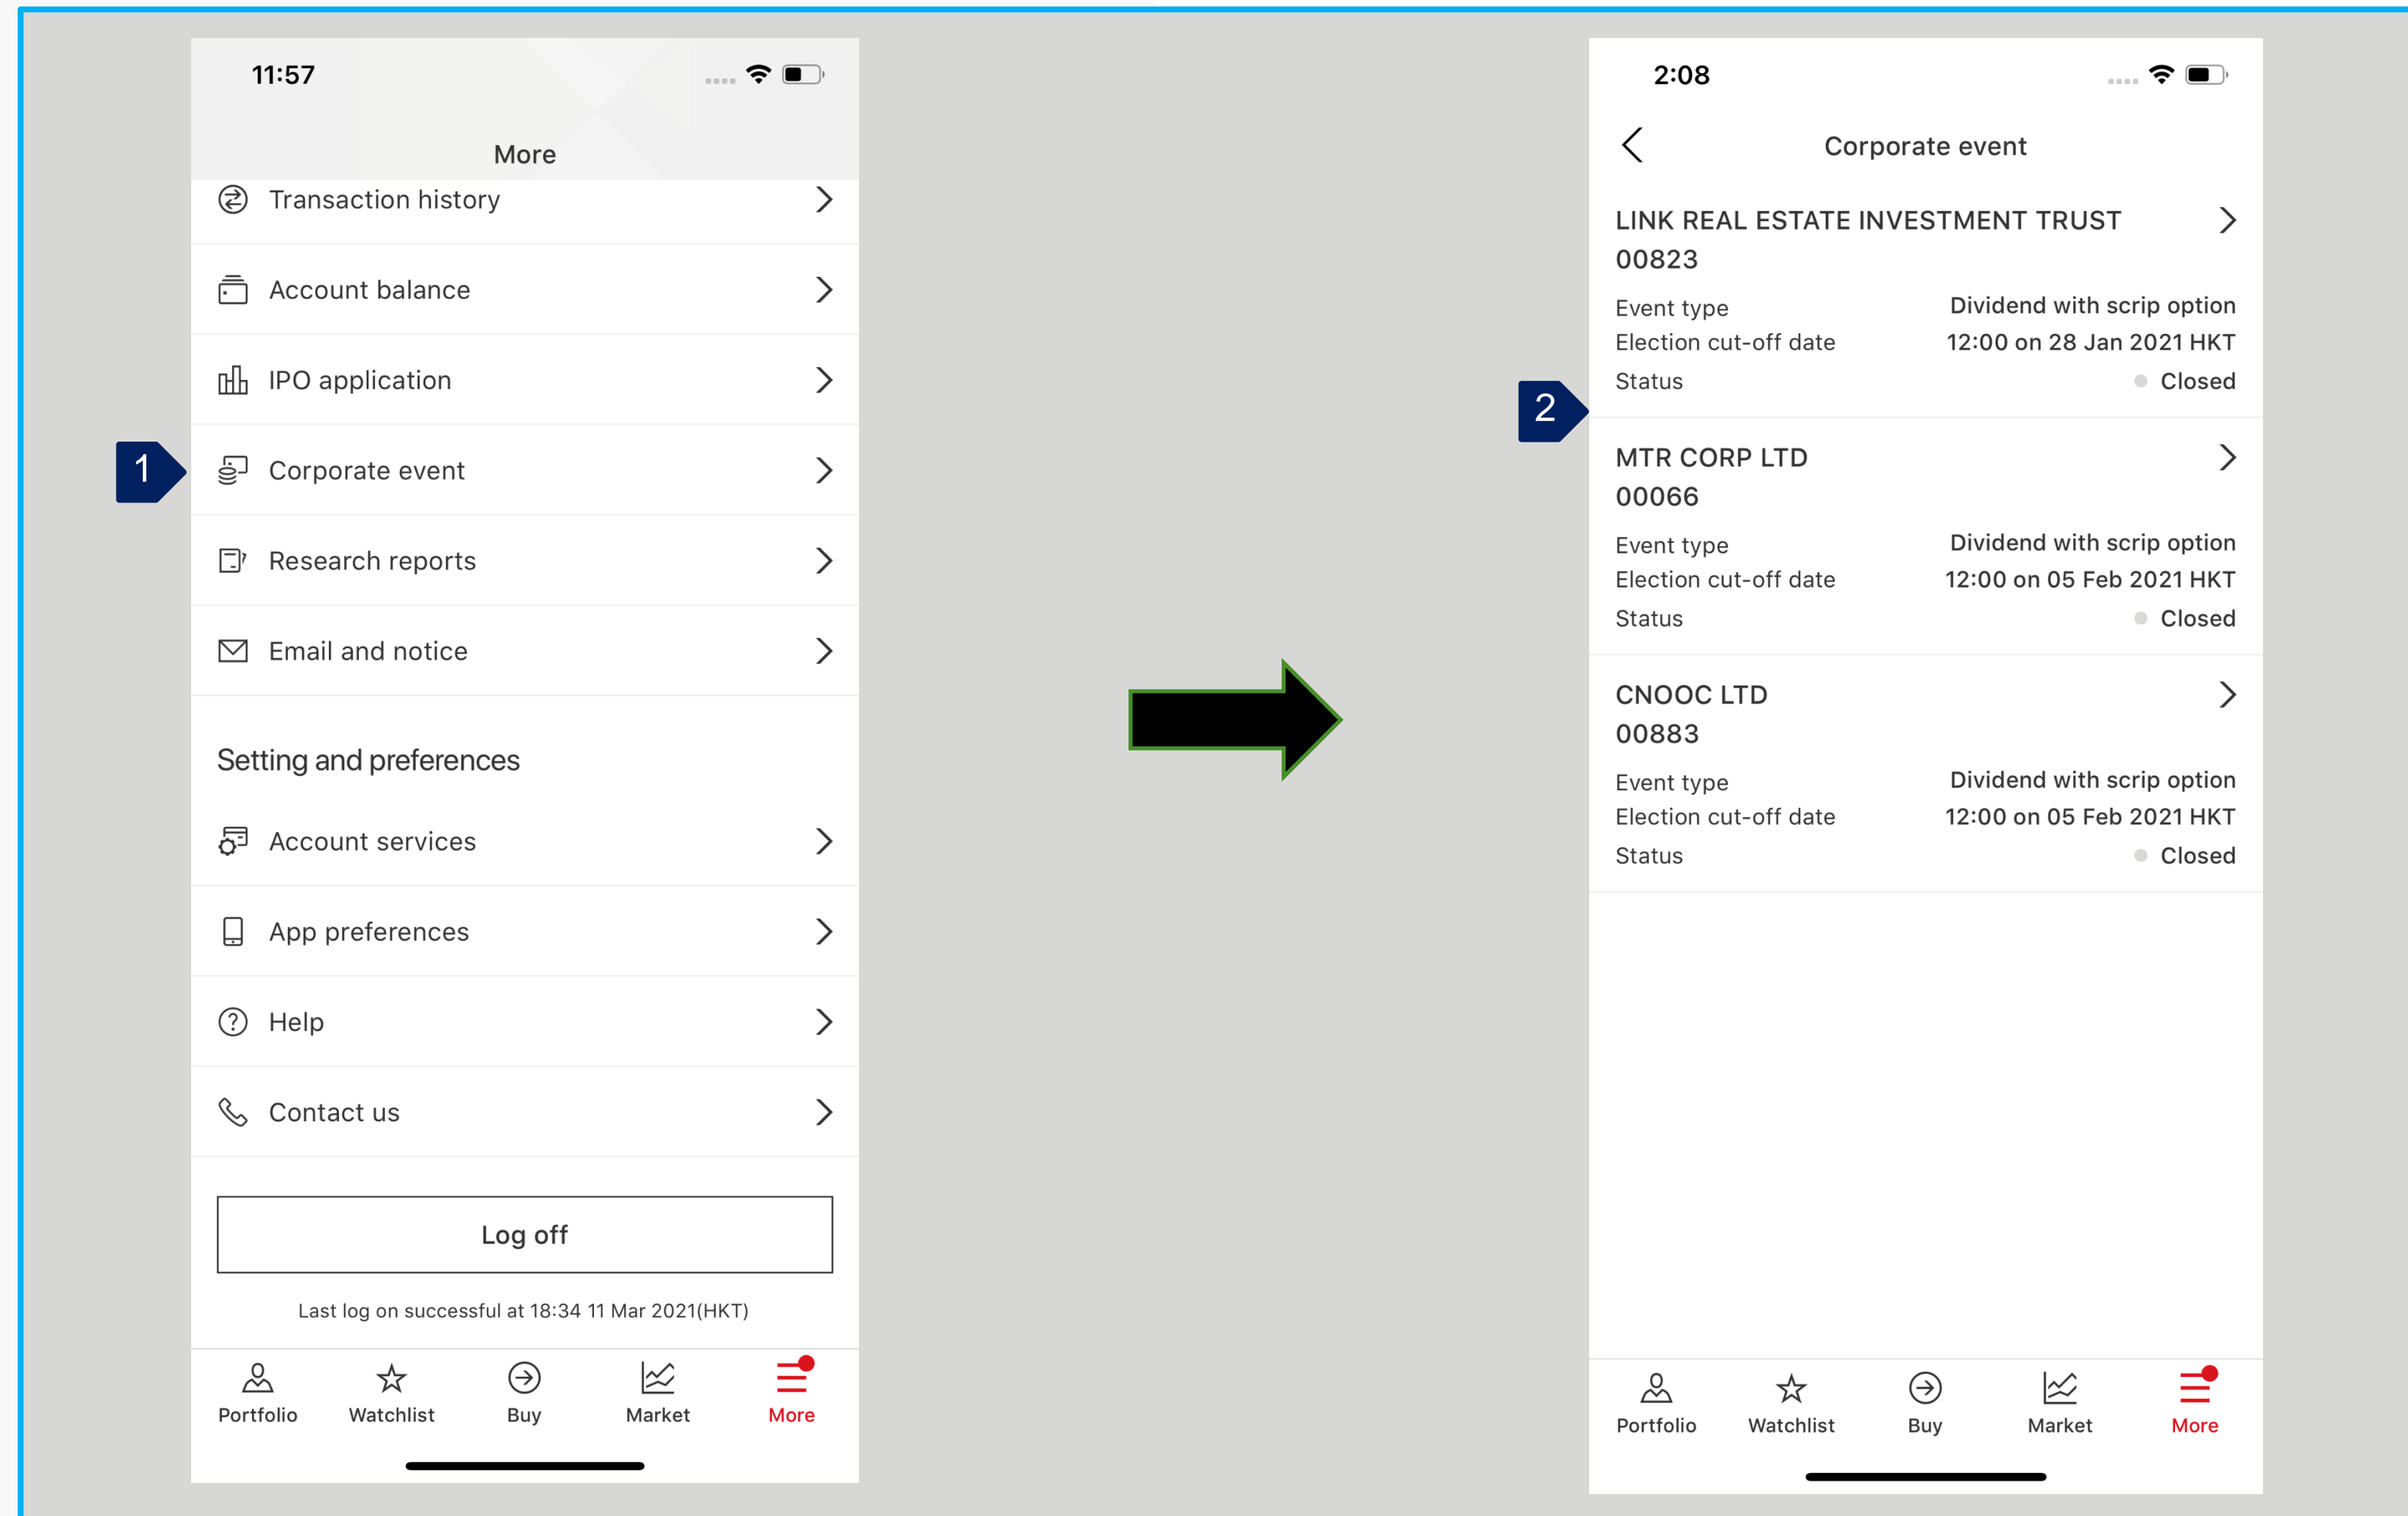 11:57
More
Transaction history
Account balance
IPO application
1
Corporate event
Research reports
Email and notice
Setting and preferences
Account services
App preferences
Help
Contact us
Log off
Last log on successful at 18:34 11 Mar 2021(HKT)
Portfolio Watchlist Buy Market More
2:08
Corporate event
LINK REAL ESTATE INVESTMENT TRUST
00823
Event type Dividend with scrip option
Election cut-off date 12:00 on 28 Jan 2021 HKT
Status Closed
2
MTR CORP LTD
00066
Event type Dividend with scrip option
Election cut-off date 12:00 on 05 Feb 2021 HKT
Status Closed
CNOOC LTD
00883
Event type Dividend with scrip option
Election cut-off date 12:00 on 05 Feb 2021 HKT
Status Closed
Portfolio Watchlist Buy Market More